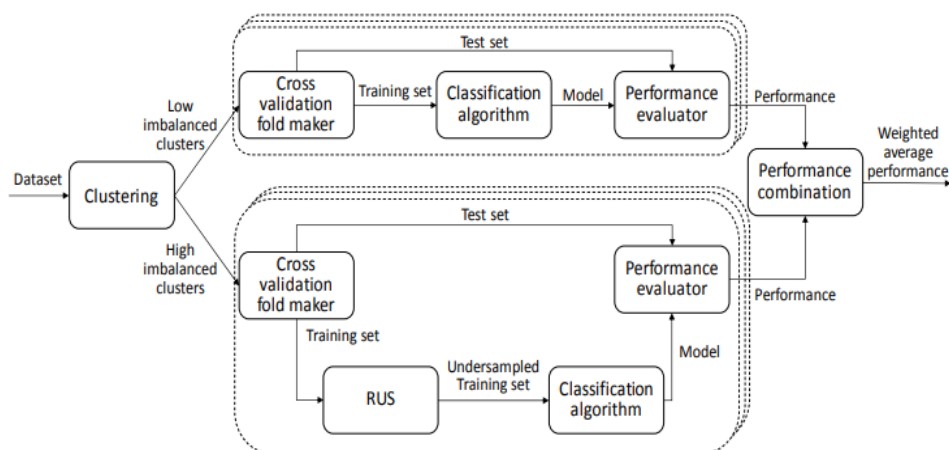 Test set
Cross
validation
fold maker
Training set
Classification
algorithm
Model
Performance
evaluator
Performance
Low
imbalanced
clusters
Dataset
Clustering
High
imbalanced
clusters
Performance
combination
Weighted
average
performance
Test set
Cross
validation
fold maker
Performance
evaluator
Performance
Training set
Model
RUS
Undersampled
Training set
Classification
algorithm